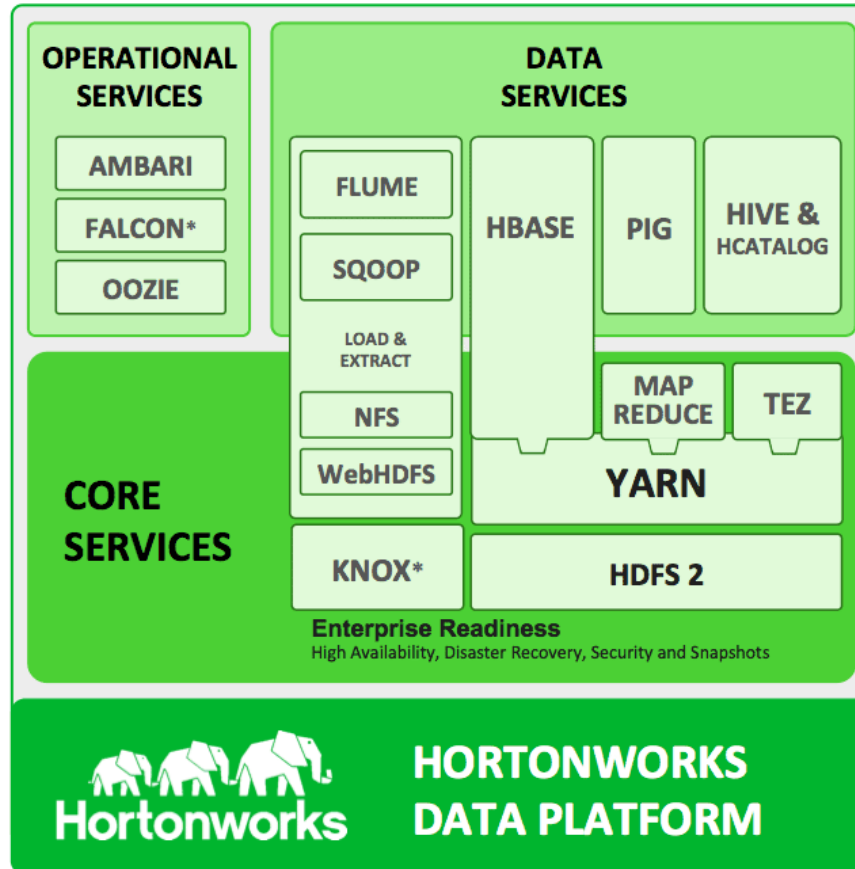 OPERATIONAL
SERVICES
AMBARI
FALCON*
OOZIE
DATA
SERVICES
FLUME
SQOOP
LOAD &
EXTRACT
NFS
WebHDFS
HBASE
PIG
HIVE &
HCATALOG
CORE
SERVICES
MAP
REDUCE
TEZ
YARN
KNOX*
HDFS 2
Enterprise Readiness
High Availability, Disaster Recovery, Security and Snapshots
Hortonworks
HORTONWORKS
DATA PLATFORM